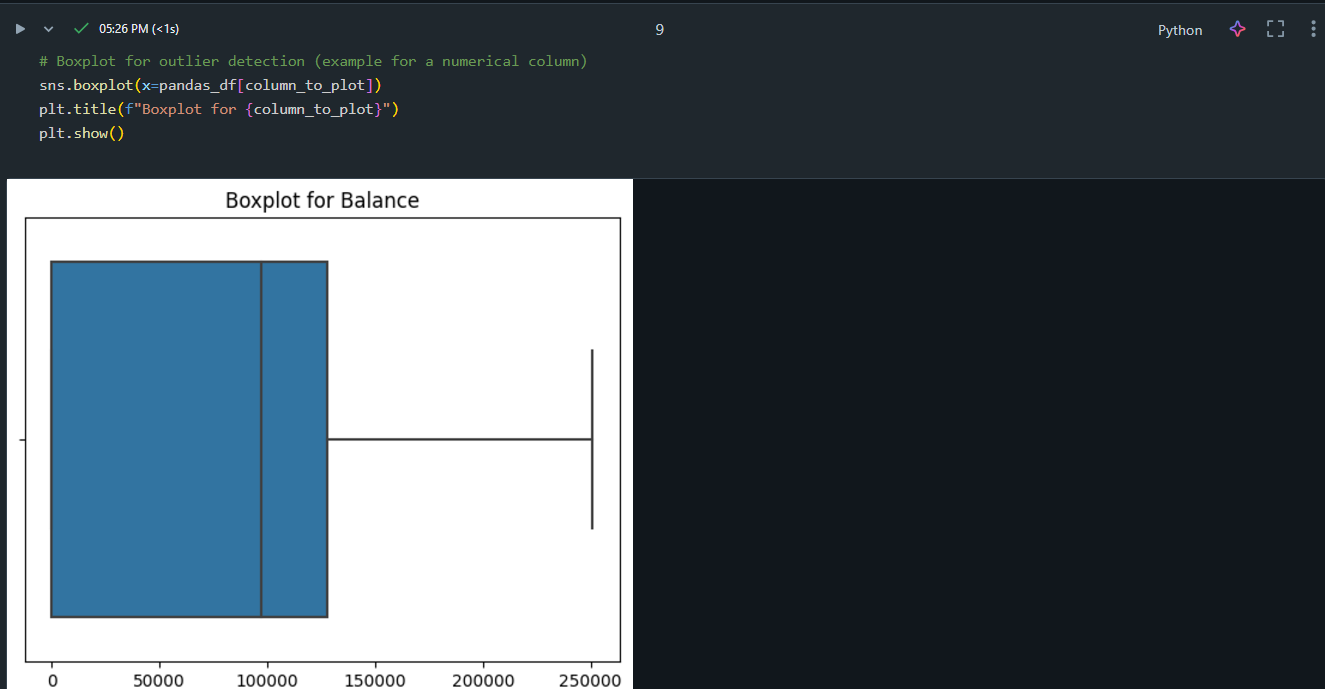 05:26 PM (<1s)
9
Python
# Boxplot for outlier detection (example for a numerical column)
sns.boxplot(x=pandas_df[column_to_plot])
plt.title(f"Boxplot for {column_to_plot}")
plt.show()
Boxplot for Balance
0 50000 100000 150000 200000 250000